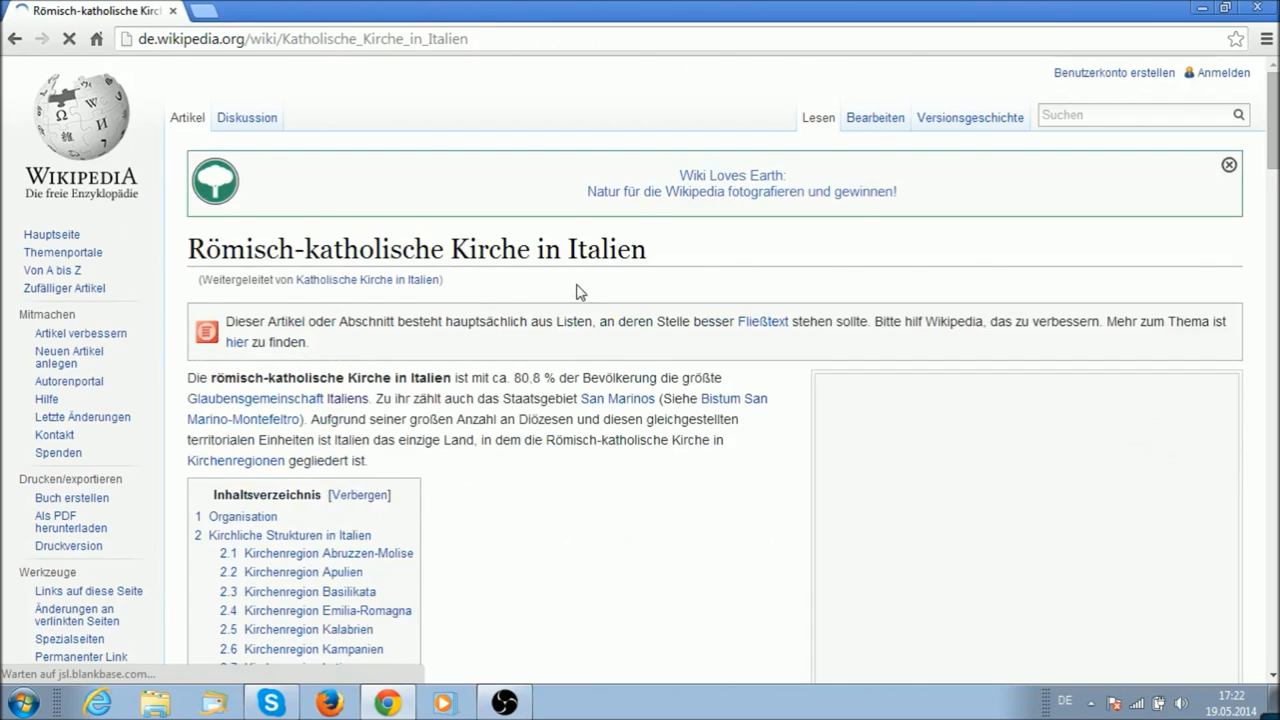 Römisch-katholische Kirc
de.wikipedia.org/wiki/Katholische_Kirche_in_Italien
Benutzerkonto erstellen Anmelden
Artikel Diskussion Lesen Bearbeiten Versionsgeschichte Suchen
WIKIPEDIA
Die freie Enzyklopädie
Hauptseite
Themenportale
Von A bis Z
Zufälliger Artikel
Mitmachen
Artikel verbessern
Neuen Artikel
anlegen
Autorenportal
Hilfe
Letzte Änderungen
Kontakt
Spenden
Drucken/exportieren
Buch erstellen
Als PDF
herunterladen
Druckversion
Werkzeuge
Links auf diese Seite
Änderungen an
verlinkten Seiten
Spezialseiten
Permanenter Link
Wiki Loves Earth:
Natur für die Wikipedia fotografieren und gewinnen!
Römisch-katholische Kirche in Italien
(Weitergeleitet von Katholische Kirche in Italien)
Dieser Artikel oder Abschnitt besteht hauptsächlich aus Listen, an deren Stelle besser Fließtext stehen sollte. Bitte hilf Wikipedia, das zu verbessern. Mehr zum Thema ist
hier zu finden.
Die römisch-katholische Kirche in Italien ist mit ca. 80,8 % der Bevölkerung die größte
Glaubensgemeinschaft Italiens. Zu ihr zählt auch das Staatsgebiet San Marinos (Siehe Bistum San
Marino-Montefeltro). Aufgrund seiner großen Anzahl an Diözesen und diesen gleichgestellten
territorialen Einheiten ist Italien das einzige Land, in dem die Römisch-katholische Kirche in
Kirchenregionen gegliedert ist.
Inhaltsverzeichnis [Verbergen]
1 Organisation
2 Kirchliche Strukturen in Italien
2.1 Kirchenregion Abruzzen-Molise
2.2 Kirchenregion Apulien
2.3 Kirchenregion Basilikata
2.4 Kirchenregion Emilia-Romagna
2.5 Kirchenregion Kalabrien
2.6 Kirchenregion Kampanien
Warten auf jsl.blankbase.com...
DE
17:22
19.05.2014